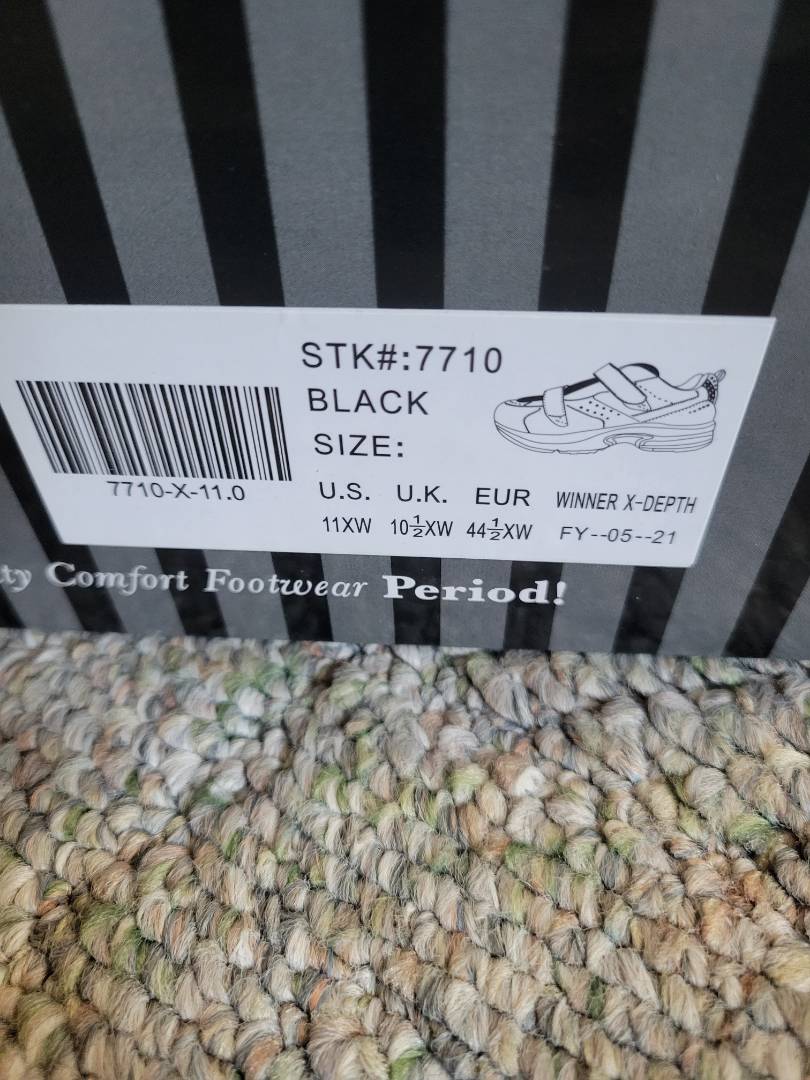 STK#:7710
BLACK
SIZE:
7710-X-11.0
U.S. U.K. EUR WINNER X-DEPTH
11XW 10½XW 44½XW FY--05--21
Comfort Footwear Period!